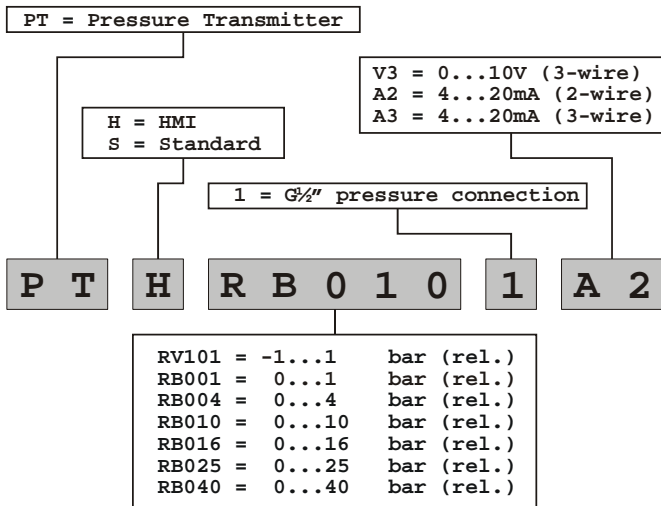 PT = Pressure Transmitter
V3 = 0...10V (3-wire)
A2 = 4...20mA (2-wire)
A3 = 4...20mA (3-wire)
H = HMI
S = Standard
1 = G½" pressure connection
P T H R B 0 1 0 1 A 2
RV101 = -1...1 bar (rel.)
RB001 = 0...1 bar (rel.)
RB004 = 0...4 bar (rel.)
RB010 = 0...10 bar (rel.)
RB016 = 0...16 bar (rel.)
RB025 = 0...25 bar (rel.)
RB040 = 0...40 bar (rel.)